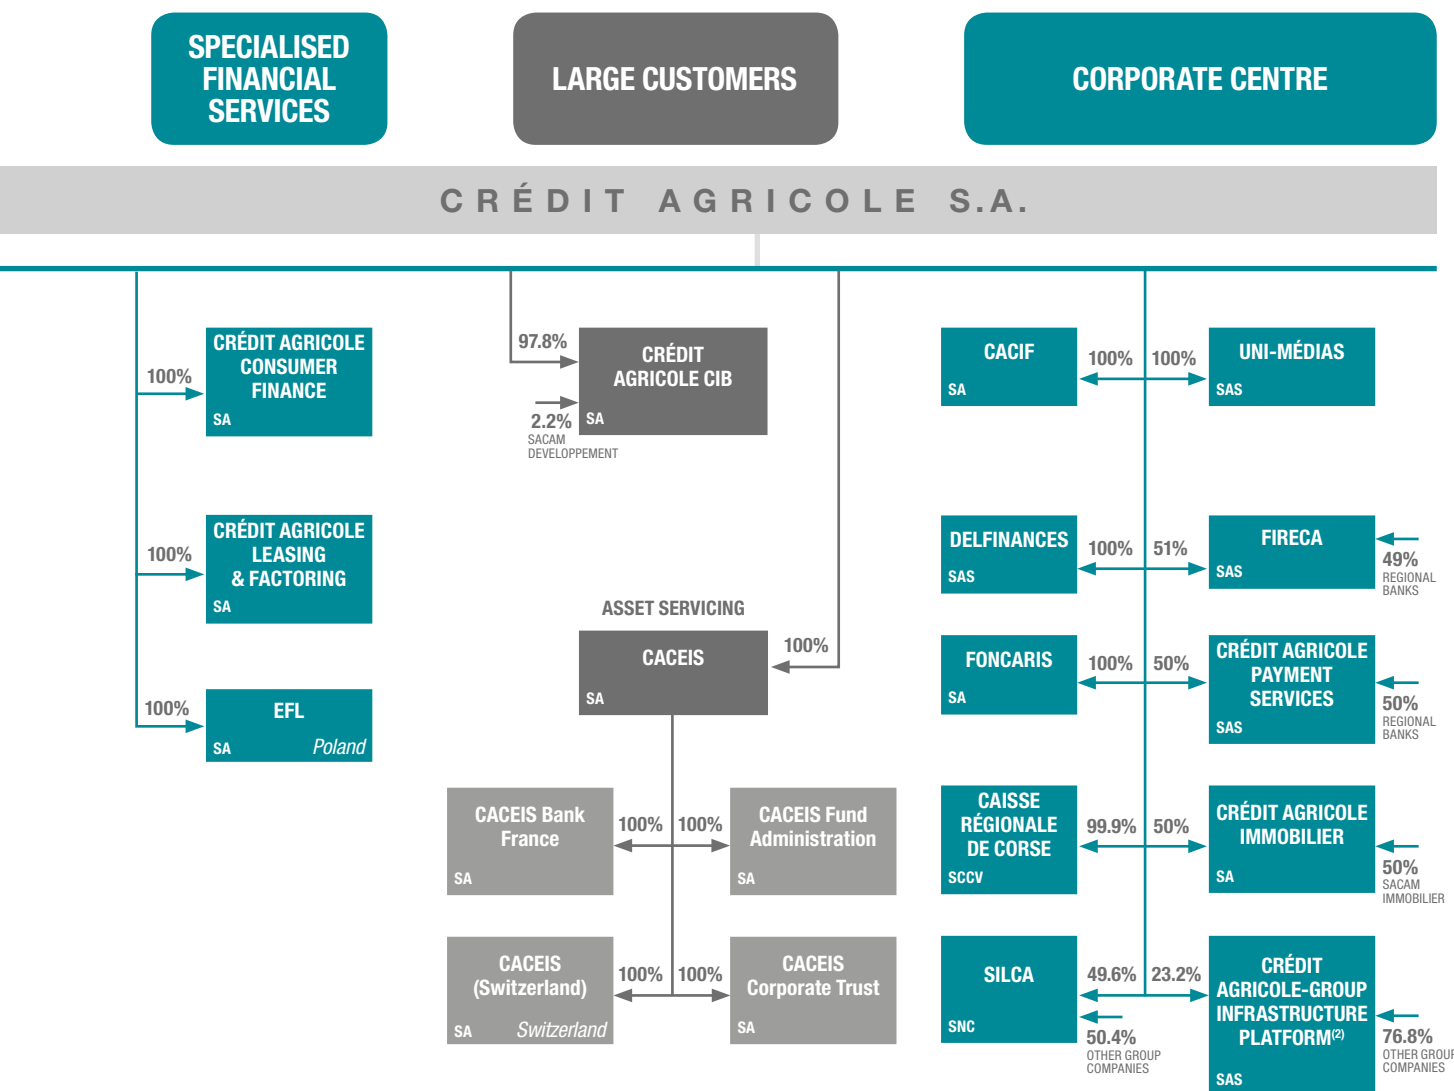 SPECIALISED
FINANCIAL
SERVICES
LARGE CUSTOMERS
CORPORATE CENTRE
CRÉDIT AGRICOLE S.A.
100%
CRÉDIT AGRICOLE
CONSUMER
FINANCE
SA
100%
CRÉDIT AGRICOLE
LEASING
& FACTORING
SA
100%
EFL
SA Poland
97.8%
CRÉDIT
AGRICOLE CIB
SA
2.2%
SACAM
DEVELOPPEMENT
ASSET SERVICING
CACEIS
SA
100%
CACEIS Bank
France
SA
100% 100%
CACEIS Fund
Administration
SA
CACEIS
(Switzerland)
SA Switzerland
100% 100%
CACEIS
Corporate Trust
SA
CACIF
SA
100% 100%
UNI-MÉDIAS
SAS
DELFINANCES
SAS
100% 51%
FIRECA
SAS
49%
REGIONAL
BANKS
FONCARIS
SA
100% 50%
CRÉDIT AGRICOLE
PAYMENT
SERVICES
SAS
50%
REGIONAL
BANKS
CAISSE
RÉGIONALE
DE CORSE
SCCV
99.9% 50%
CRÉDIT AGRICOLE
IMMOBILIER
SA
50%
SACAM
IMMOBILIER
SILCA
SNC
49.6% 23.2%
50.4%
OTHER GROUP
COMPANIES
CRÉDIT
AGRICOLE-GROUP
INFRASTRUCTURE
PLATFORM(2)
SAS
76.8%
OTHER GROUP
COMPANIES